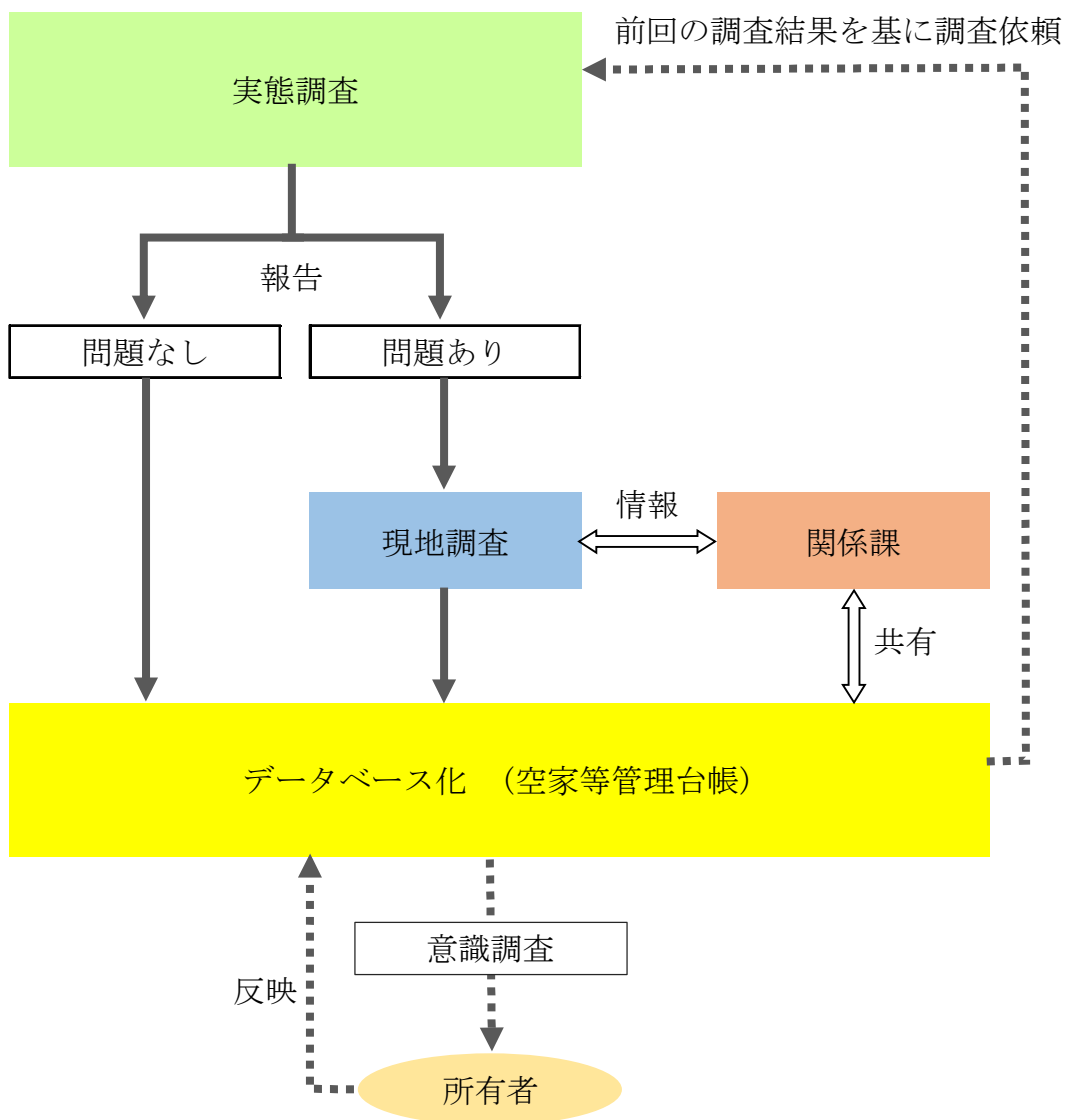 前回の調査結果を基に調査依頼
実態調査
報告
問題なし
問題あり
情報
現地調査
関係課
共有
データベース化 （空家等管理台帳）
意識調査
反映
所有者